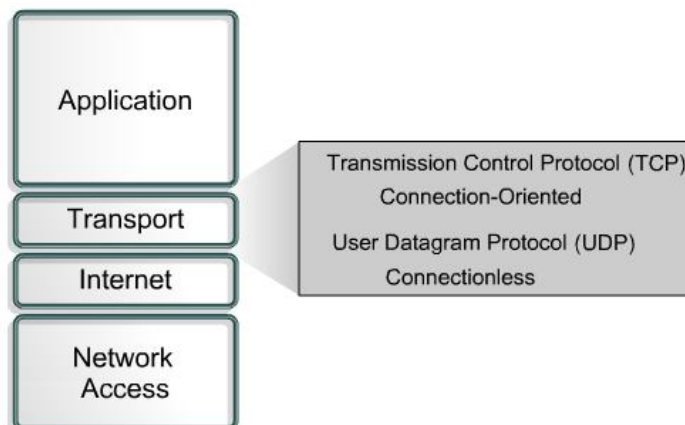 Application
Transport
Internet
Network
Access
Transmission Control Protocol (TCP)
Connection-Oriented
User Datagram Protocol (UDP)
Connectionless